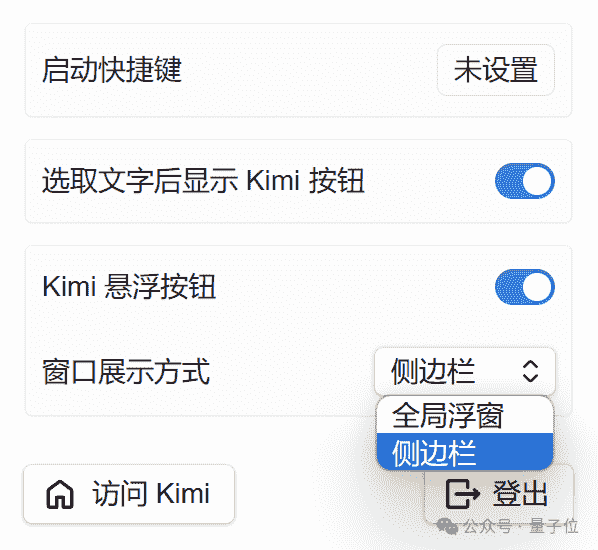 启动快捷键 未设置
选取文字后显示 Kimi 按钮
Kimi 悬浮按钮
窗口展示方式 侧边栏
全局浮窗
侧边栏
访问 Kimi 登出
公众号 · 量子位